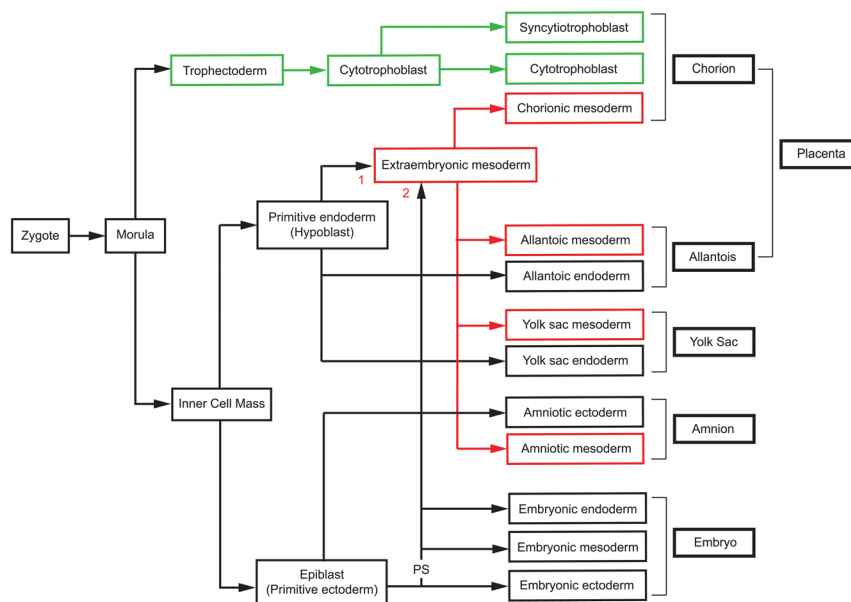 Syncytiotrophoblast
Trophectoderm
Cytotrophoblast
Cytotrophoblast
Chorion
Chorionic mesoderm
Placenta
Extraembryonic mesoderm
1
2
Primitive endoderm
(Hypoblast)
Zygote
Morula
Allantoic mesoderm
Allantois
Allantoic endoderm
Yolk sac mesoderm
Yolk Sac
Yolk sac endoderm
Inner Cell Mass
Amniotic ectoderm
Amnion
Amniotic mesoderm
Embryonic endoderm
Embryonic mesoderm
Embryo
PS
Epiblast
(Primitive ectoderm)
Embryonic ectoderm